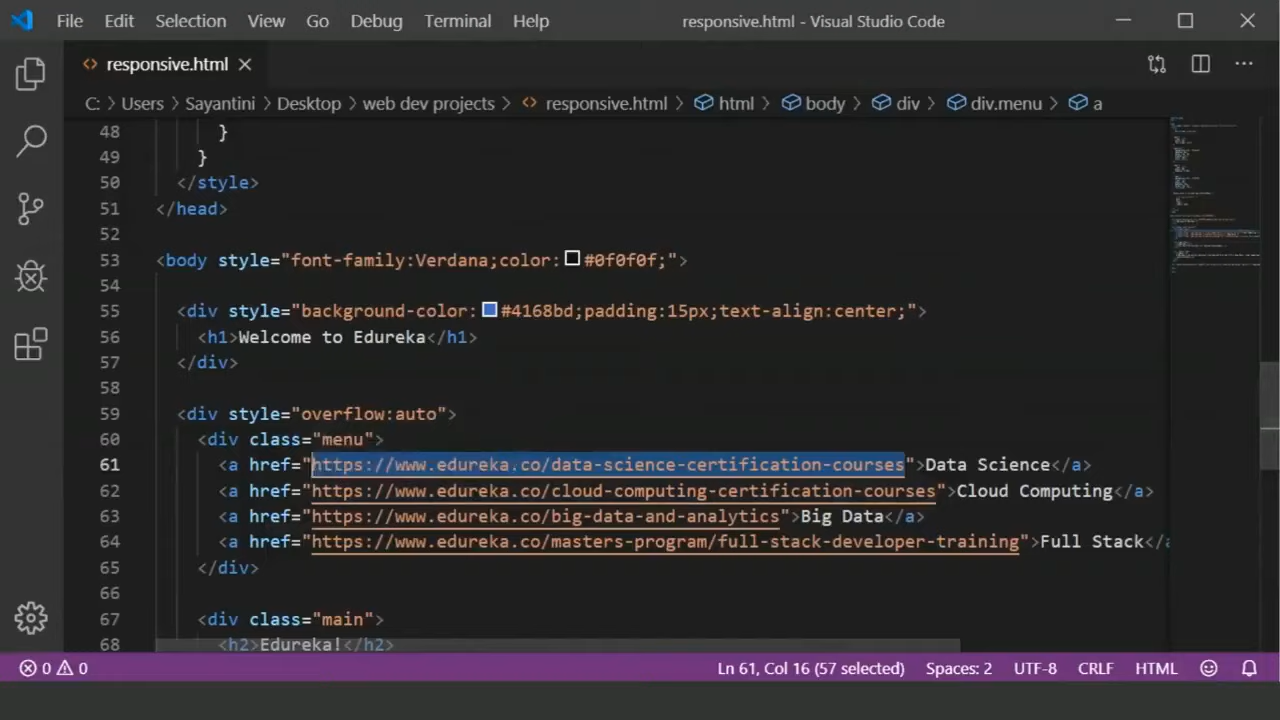 File Edit Selection View Go Debug Terminal Help responsive.html - Visual Studio Code
responsive.html
C: > Users > Sayantini > Desktop > web dev projects > responsive.html > html > body > div > div.menu > a
48 }
49 }
50 </style>
51 </head>
52
53 <body style="font-family:Verdana;color:#0f0f0f;">
54
55 <div style="background-color:#4168bd;padding:15px;text-align:center;">
56 <h1>Welcome to Edureka</h1>
57 </div>
58
59 <div style="overflow:auto">
60 <div class="menu">
61 <a href="https://www.edureka.co/data-science-certification-courses">Data Science</a>
62 <a href="https://www.edureka.co/cloud-computing-certification-courses">Cloud Computing</a>
63 <a href="https://www.edureka.co/big-data-and-analytics">Big Data</a>
64 <a href="https://www.edureka.co/masters-program/full-stack-developer-training">Full Stack</a
65 </div>
66
67 <div class="main">
68 <h2>Edureka!</h2>
0 0 Ln 61, Col 16 (57 selected) Spaces: 2 UTF-8 CRLF HTML